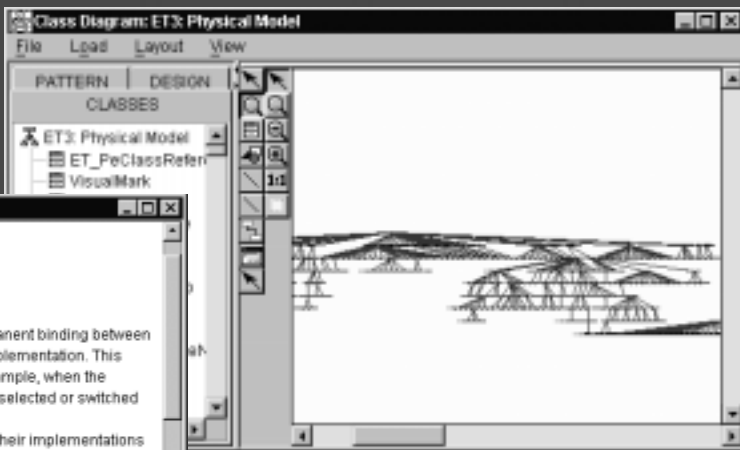 Class Diagram: ET3: Physical Model
File Load Layout View
PATTERN DESIGN
CLASSES
ET3: Physical Model
ET_PeClassRefer
VisualMark
1:1
anent binding between
plementation. This
ample, when the
selected or switched
heir implementations